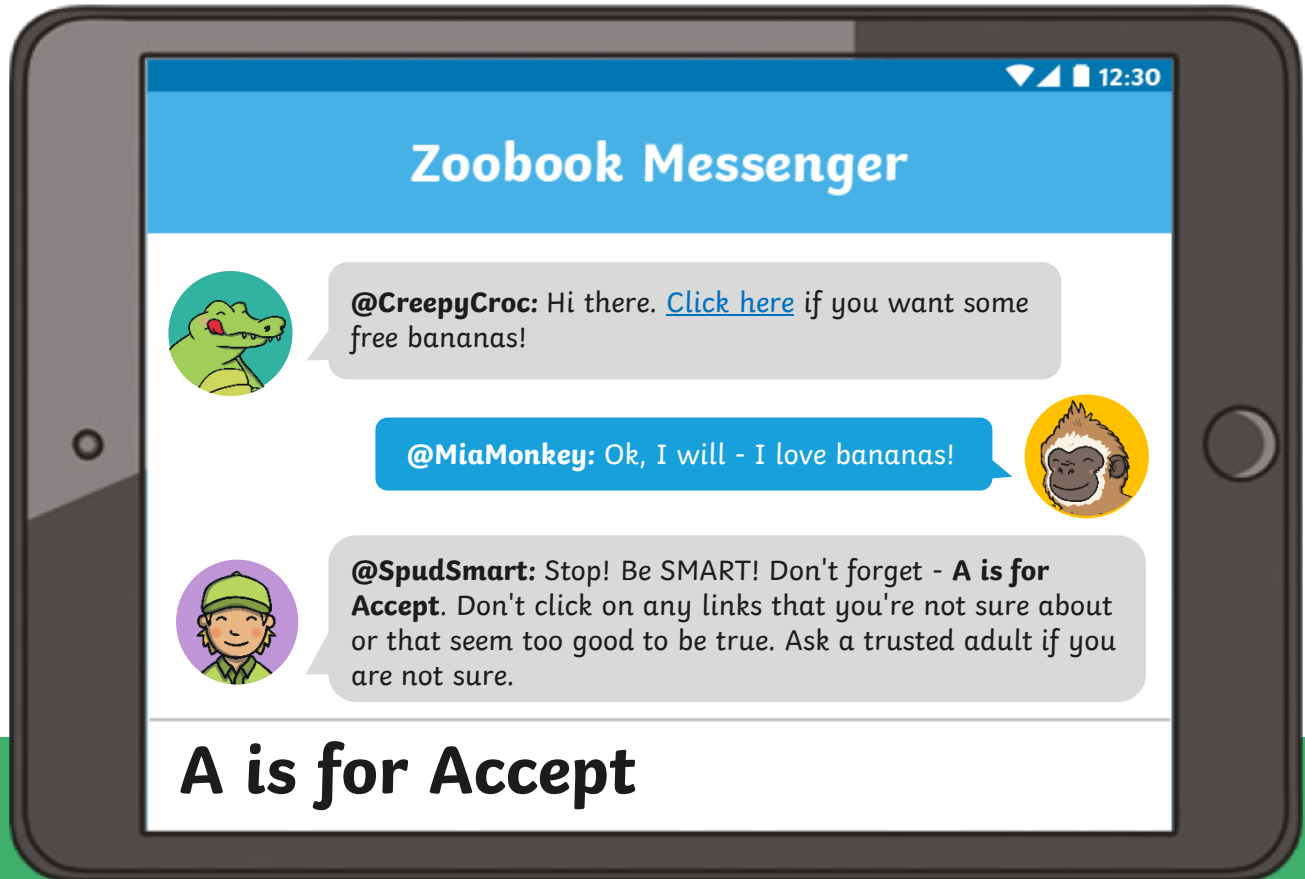 12:30
Zoobook Messenger
@CreepyCroc: Hi there. Click here if you want some
free bananas!
@MiaMonkey: Ok, I will - I love bananas!
@SpudSmart: Stop! Be SMART! Don't forget - A is for
Accept. Don't click on any links that you're not sure about
or that seem too good to be true. Ask a trusted adult if you
are not sure.
A is for Accept